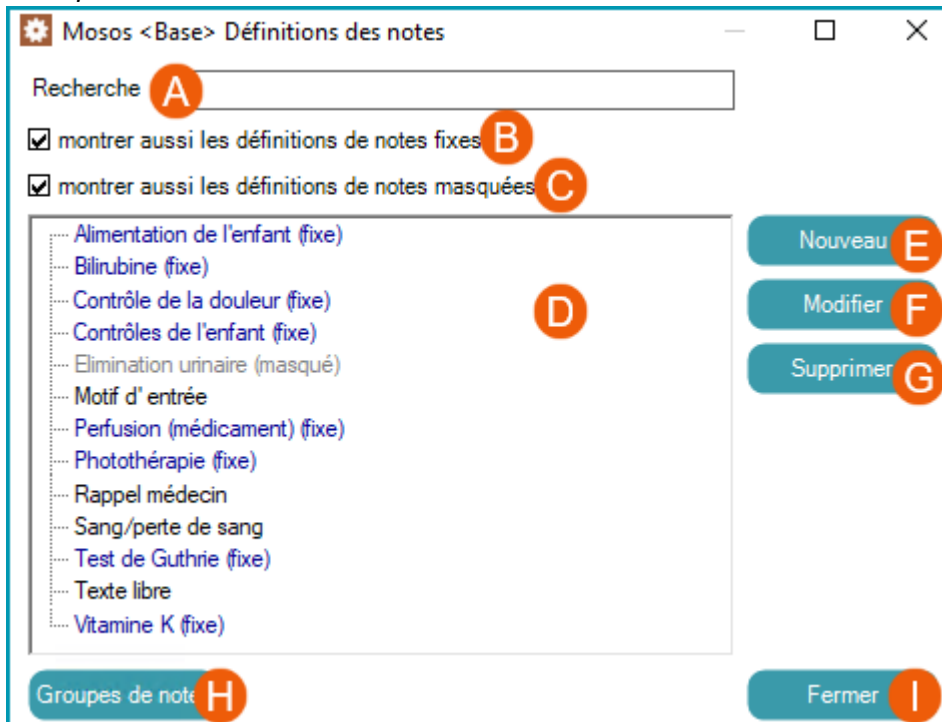 Mosos <Base> Définitions des notes
Recherche A
montrer aussi les définitions de notes fixes B
montrer aussi les définitions de notes masquées C
Alimentation de l'enfant (fixe)
Bilirubine (fixe)
Contrôle de la douleur (fixe)
Contrôles de l'enfant (fixe)
Elimination urinaire (masqué)
Motif d' entrée
Perfusion (médicament) (fixe)
Photothérapie (fixe)
Rappel médecin
Sang/perte de sang
Test de Guthrie (fixe)
Texte libre
Vitamine K (fixe)
D
Nouveau E
Modifier F
Supprimer G
Groupes de note H
Fermer I